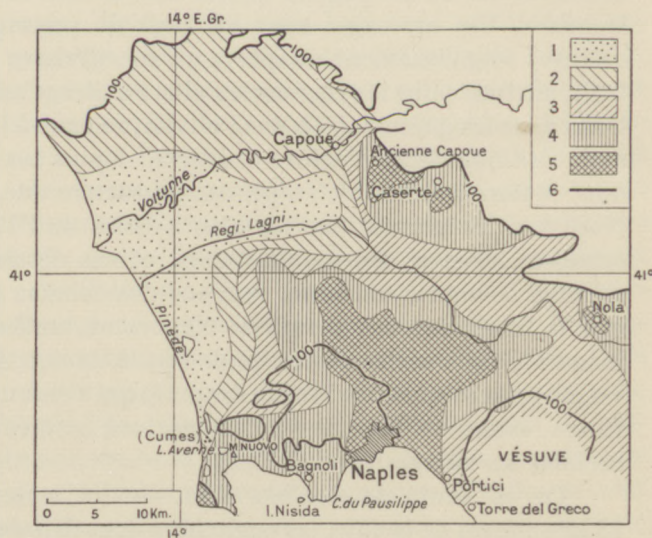 14° E.Gr.
1
2
3
4
5
6
100
100
Capoue
Ancienne Capoue
Caserte
100
Volturne
Regi Lagni
41°
41°
Pinède
Nola
100
100
(Cumes)
L. Averne
M. NUOVO
VÉSUVE
Bagnoli
Naples
Portici
I. Nisida
C. du Pausilippe
Torre del Greco
0 5 10 Km.
14°